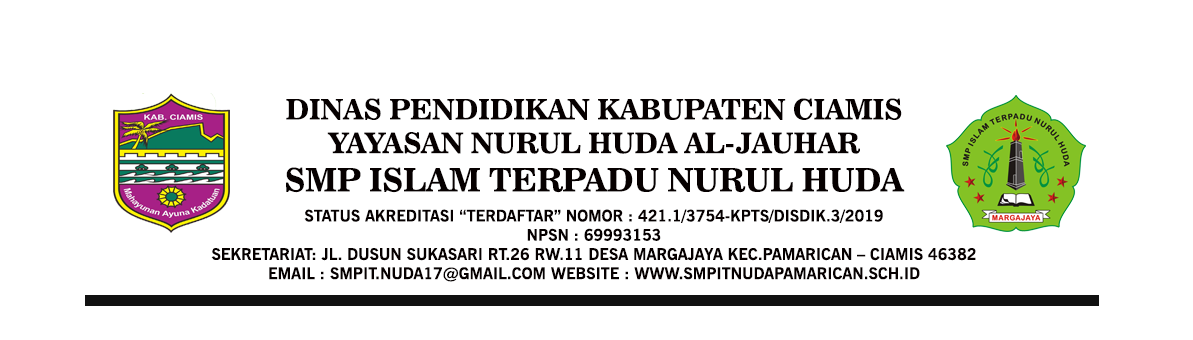 DINAS PENDIDIKAN KABUPATEN CIAMIS
YAYASAN NURUL HUDA AL-JAUHAR
SMP ISLAM TERPADU NURUL HUDA
STATUS AKREDITASI “TERDAFTAR” NOMOR : 421.1/3754-KPTS/DISDIK.3/2019
NPSN : 69993153
SEKRETARIAT: JL. DUSUN SUKASARI RT.26 RW.11 DESA MARGAJAYA KEC.PAMARICAN – CIAMIS 46382
EMAIL : SMPIT.NUDA17@GMAIL.COM WEBSITE : WWW.SMPITNUDAPAMARICAN.SCH.ID
KAB. CIAMIS
Mahayunan Ayuna Kadatuan
SMP ISLAM TERPADU NURUL HUDA
MARGAJAYA